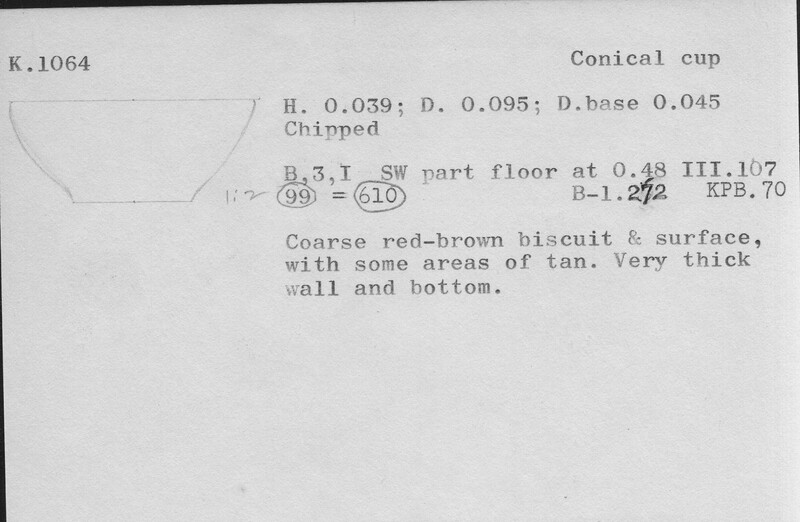 K.1064
Conical cup
H. 0.039; D. 0.095; D.base 0.045
Chipped
B,3,I SW part floor at 0.48 III.107
1:2 99 = 610 B-1. KPB.70
Coarse red-brown biscuit & surface,
with some areas of tan. Very thick
wall and bottom.